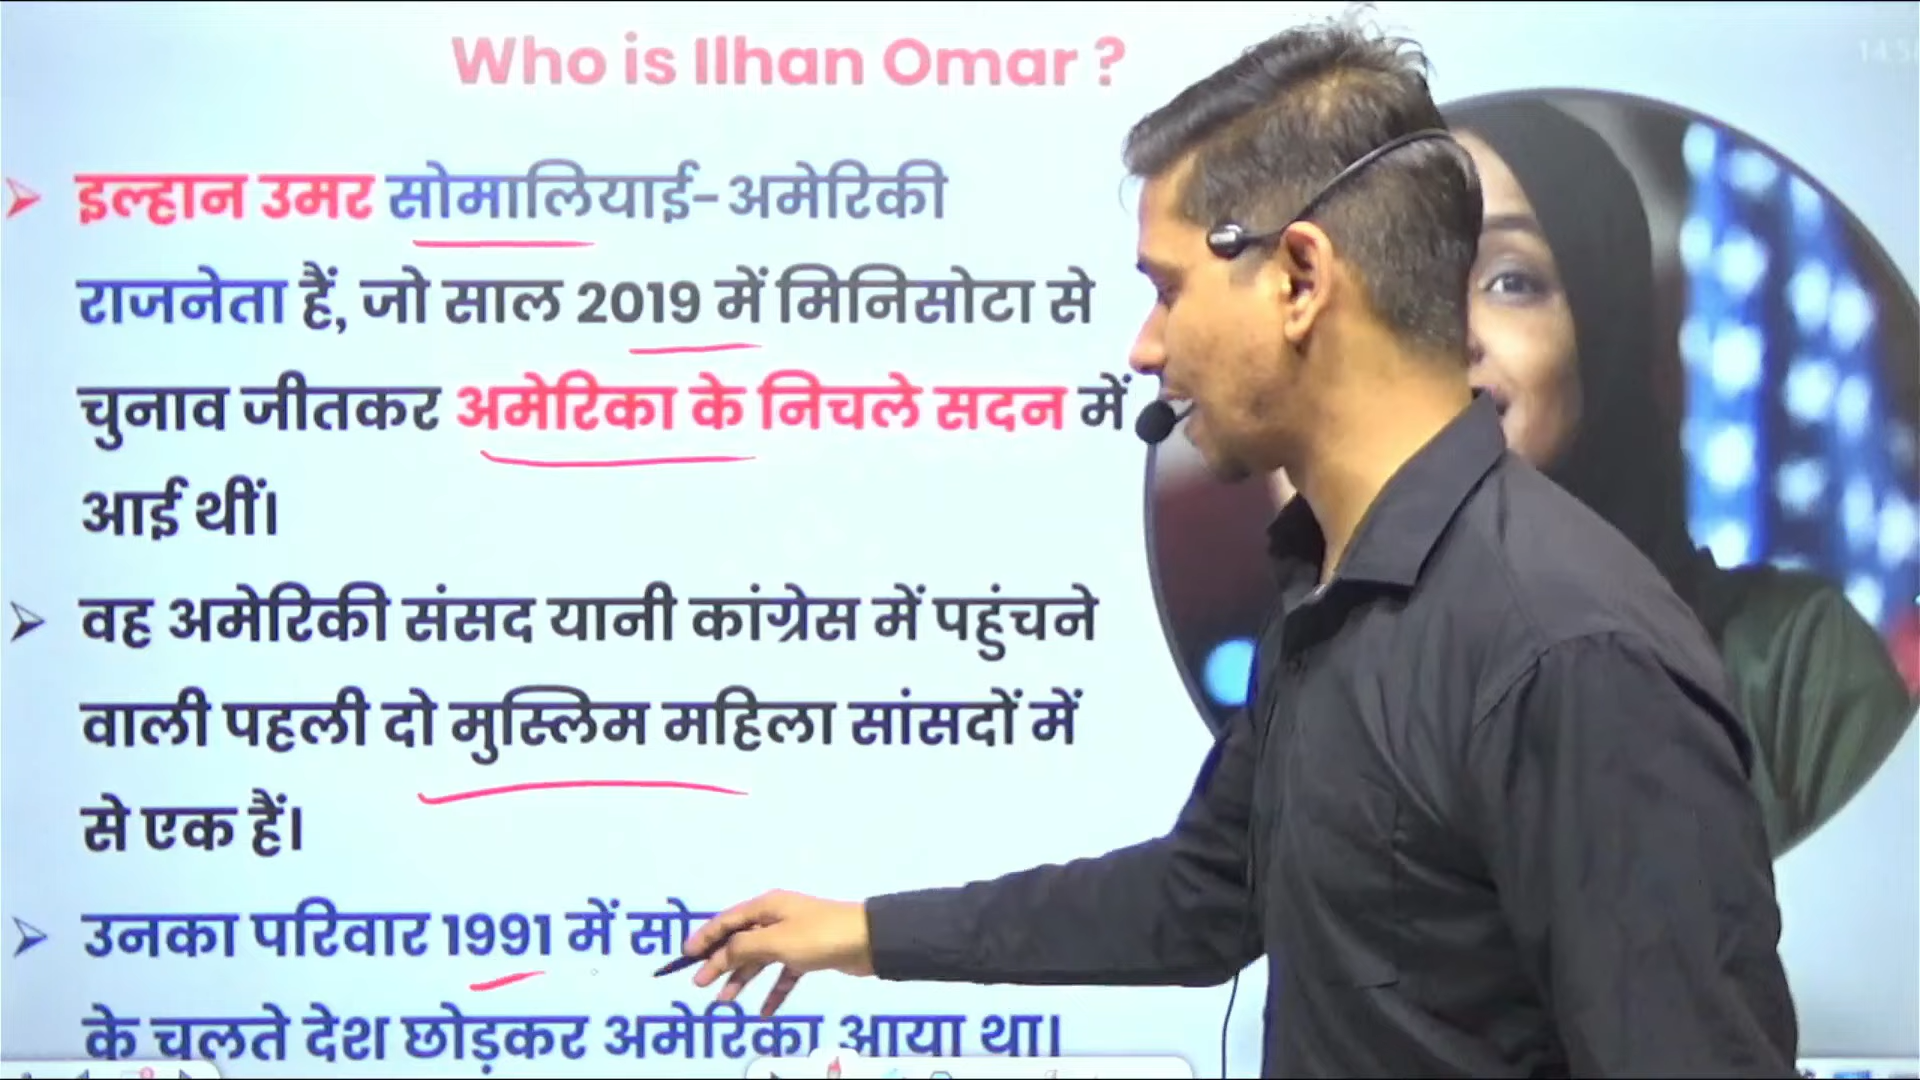 Who is Ilhan Omar ?
इल्हान उमर सोमालियाई-अमेरिकी
राजनेता हैं, जो साल 2019 में मिनिसोटा से
चुनाव जीतकर अमेरिका के निचले सदन में
आई थीं।
वह अमेरिकी संसद यानी कांग्रेस में पहुंचने
वाली पहली दो मुस्लिम महिला सांसदों में
से एक हैं।
उनका परिवार 1991 में
के चलते देश छोड़कर अमेरिका आया था।